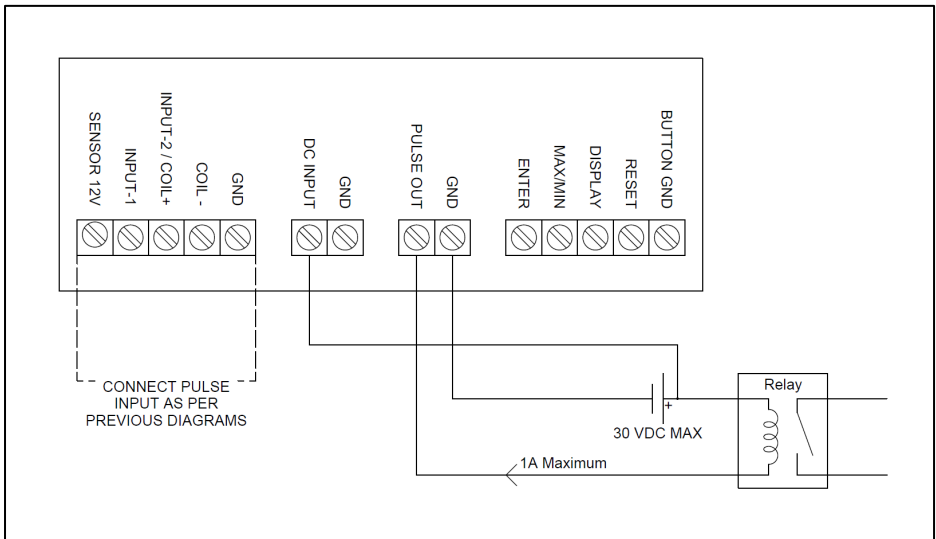 SENSOR 12V
INPUT-1
INPUT-2 / COIL+
COIL -
GND
DC INPUT
GND
PULSE OUT
GND
ENTER
MAX/MIN
DISPLAY
RESET
BUTTON GND
CONNECT PULSE
INPUT AS PER
PREVIOUS DIAGRAMS
Relay
+
30 VDC MAX
1A Maximum